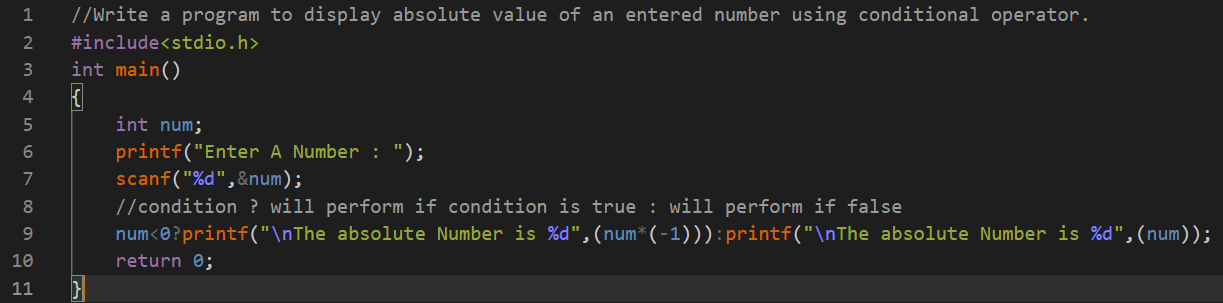 1 //Write a program to display absolute value of an entered number using conditional operator.
2 #include<stdio.h>
3 int main()
4 {
5     int num;
6     printf("Enter A Number : ");
7     scanf("%d",&num);
8     //condition ? will perform if condition is true : will perform if false
9     num<0?printf("\nThe absolute Number is %d",(num*(-1))):printf("\nThe absolute Number is %d",(num));
10     return 0;
11 }